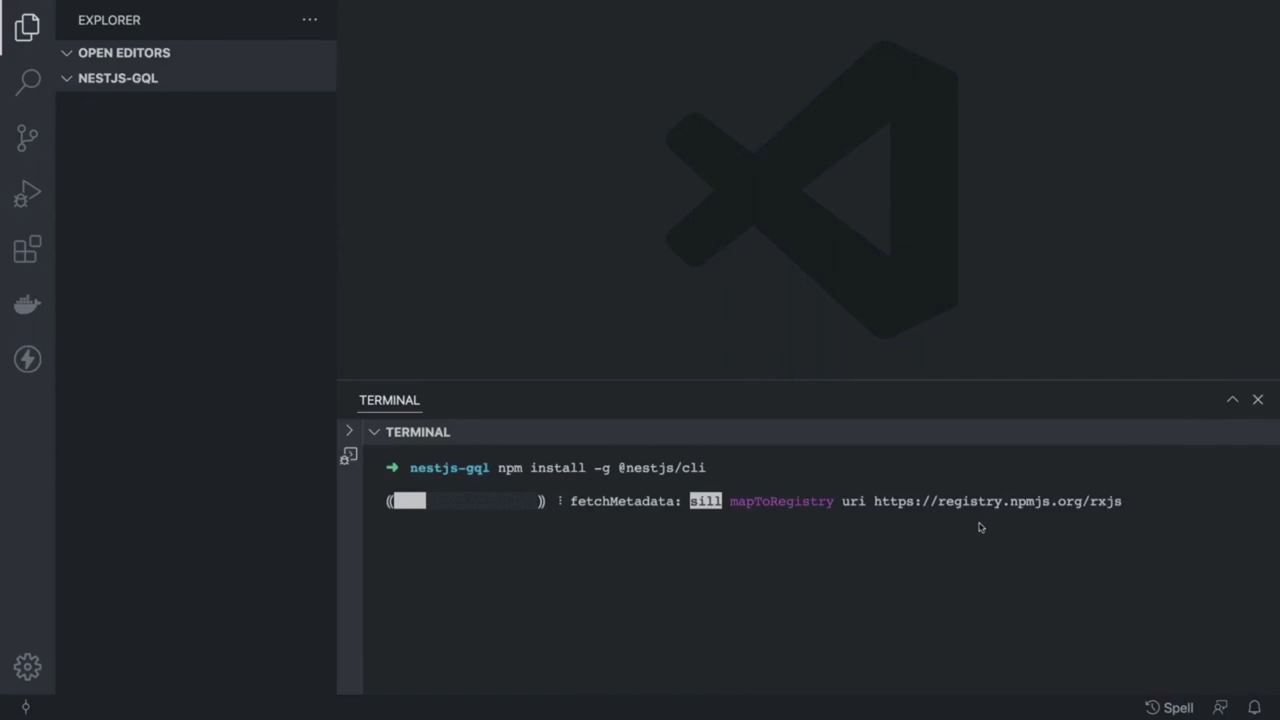 EXPLORER
OPEN EDITORS
NESTJS-GQL
TERMINAL
TERMINAL
➜ nestjs-gql npm install -g @nestjs/cli
(( )) ⸽ fetchMetadata: sill mapToRegistry uri https://registry.npmjs.org/rxjs
Spell